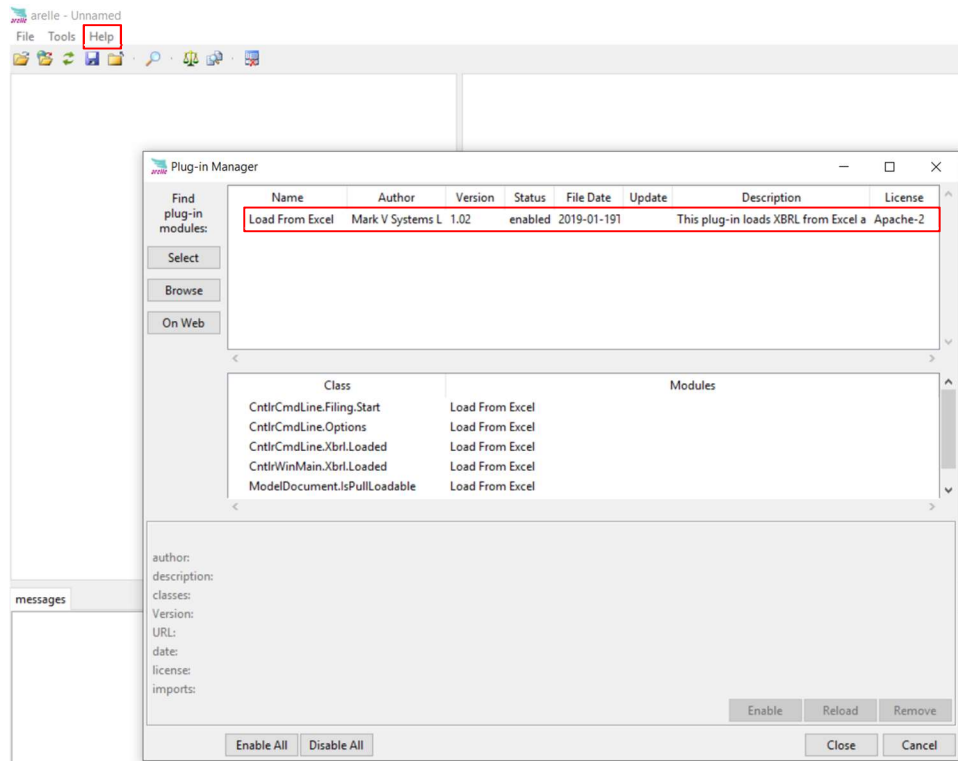 arelle - Unnamed
File Tools Help
Plug-in Manager
Find
plug-in
modules:
Select
Browse
On Web
Name Author Version Status File Date Update Description License
Load From Excel Mark V Systems L 1.02 enabled 2019-01-191 This plug-in loads XBRL from Excel a Apache-2
Class Modules
CntlrCmdLine.Filing.Start Load From Excel
CntlrCmdLine.Options Load From Excel
CntlrCmdLine.Xbrl.Loaded Load From Excel
CntlrWinMain.Xbrl.Loaded Load From Excel
ModelDocument.IsPullLoadable Load From Excel
author:
description:
classes:
Version:
URL:
date:
license:
imports:
messages
Enable Reload Remove
Enable All Disable All Close Cancel